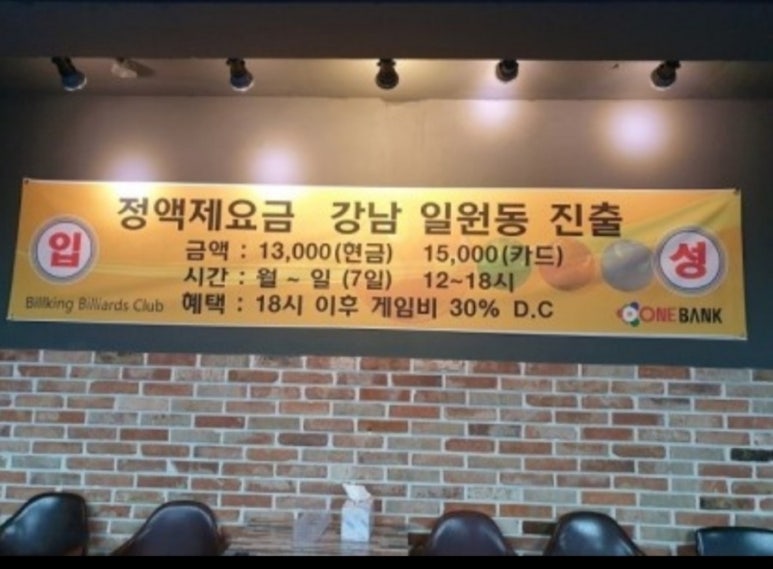 정액제요금 강남 일원동 진출
입
금액 : 13,000(현금) 15,000(카드)
성
시간 : 월 ~ 일 (7일) 12~18시
Billking Billiards Club
혜택 : 18시 이후 게임비 30% D.C
ONEBANK